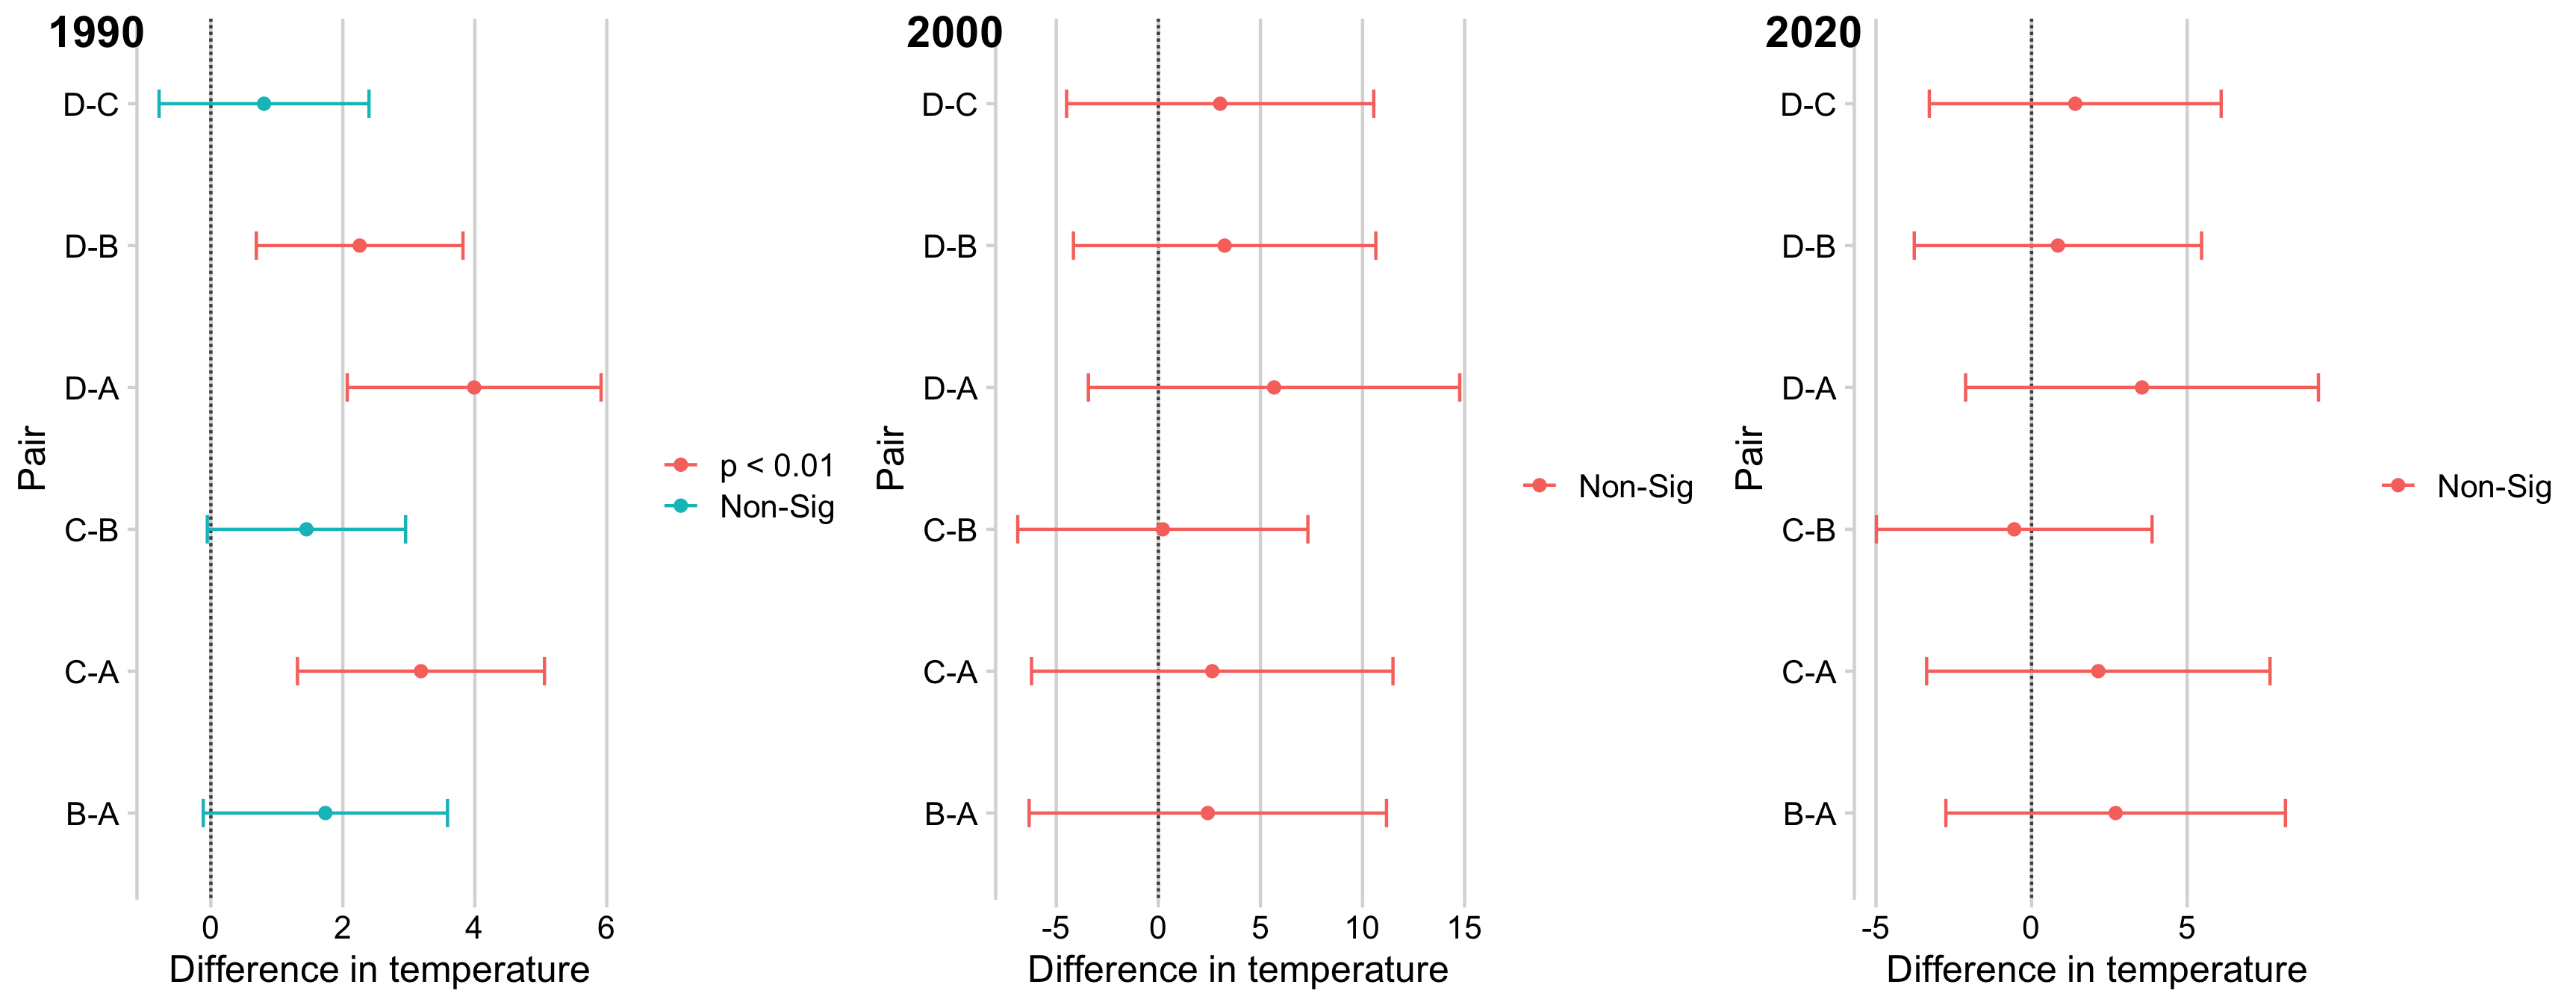 1990
D-C
D-B
D-A
C-B
C-A
B-A
Pair
0 2 4 6
Difference in temperature
p < 0.01
Non-Sig
2000
D-C
D-B
D-A
C-B
C-A
B-A
Pair
-5 0 5 10 15
Difference in temperature
Non-Sig
2020
D-C
D-B
D-A
C-B
C-A
B-A
Pair
-5 0 5
Difference in temperature
Non-Sig